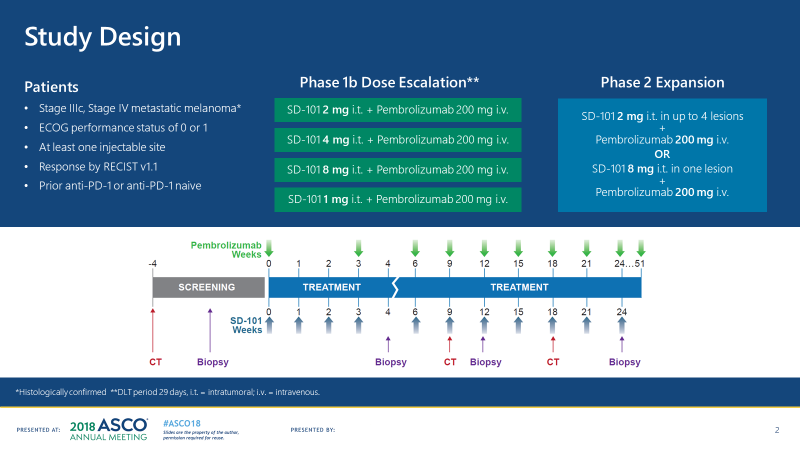 Study Design
Patients
• Stage IIIc, Stage IV metastatic melanoma*
• ECOG performance status of 0 or 1
• At least one injectable site
• Response by RECIST v1.1
• Prior anti-PD-1 or anti-PD-1 naive
Phase 1b Dose Escalation**
SD-101 2 mg i.t. + Pembrolizumab 200 mg i.v.
SD-101 4 mg i.t. + Pembrolizumab 200 mg i.v.
SD-101 8 mg i.t. + Pembrolizumab 200 mg i.v.
SD-101 1 mg i.t. + Pembrolizumab 200 mg i.v.
Phase 2 Expansion
SD-101 2 mg i.t. in up to 4 lesions
+
Pembrolizumab 200 mg i.v.
OR
SD-101 8 mg i.t. in one lesion
+
Pembrolizumab 200 mg i.v.
Pembrolizumab
Weeks
-4 0 1 2 3 4 6 9 12 15 18 21 24...51
SCREENING TREATMENT TREATMENT
0 1 2 3 4 6 9 12 15 18 21 24
SD-101
Weeks
CT Biopsy Biopsy CT Biopsy CT Biopsy
*Histologically confirmed **DLT period 29 days, i.t. = intratumoral; i.v. = intravenous.
PRESENTED AT:
2018 ASCO
ANNUAL MEETING
#ASCO18
Slides are the property of the author,
permission required for reuse.
PRESENTED BY:
2